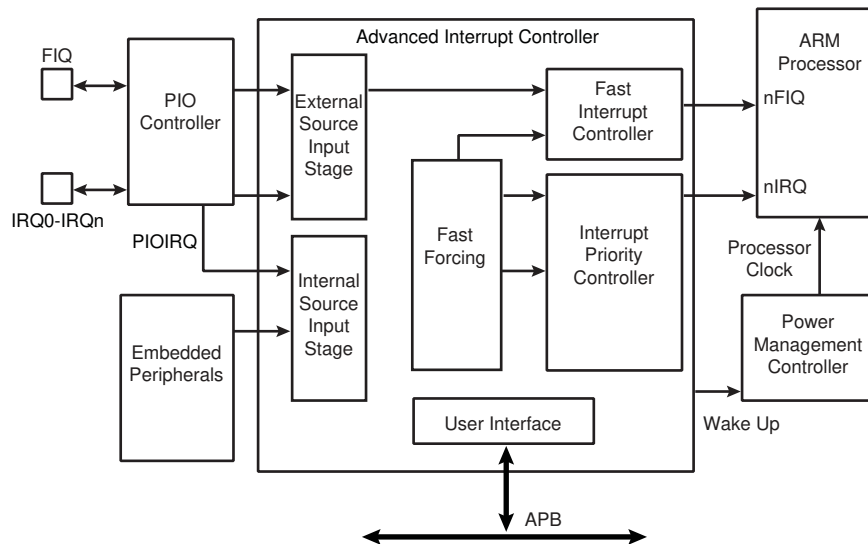 FIQ
IRQ0-IRQn
PIO
Controller
PIOIRQ
Embedded
Peripherals
Advanced Interrupt Controller
External
Source
Input
Stage
Internal
Source
Input
Stage
Fast
Forcing
Fast
Interrupt
Controller
Interrupt
Priority
Controller
User Interface
APB
ARM
Processor
nFIQ
nIRQ
Processor
Clock
Power
Management
Controller
Wake Up